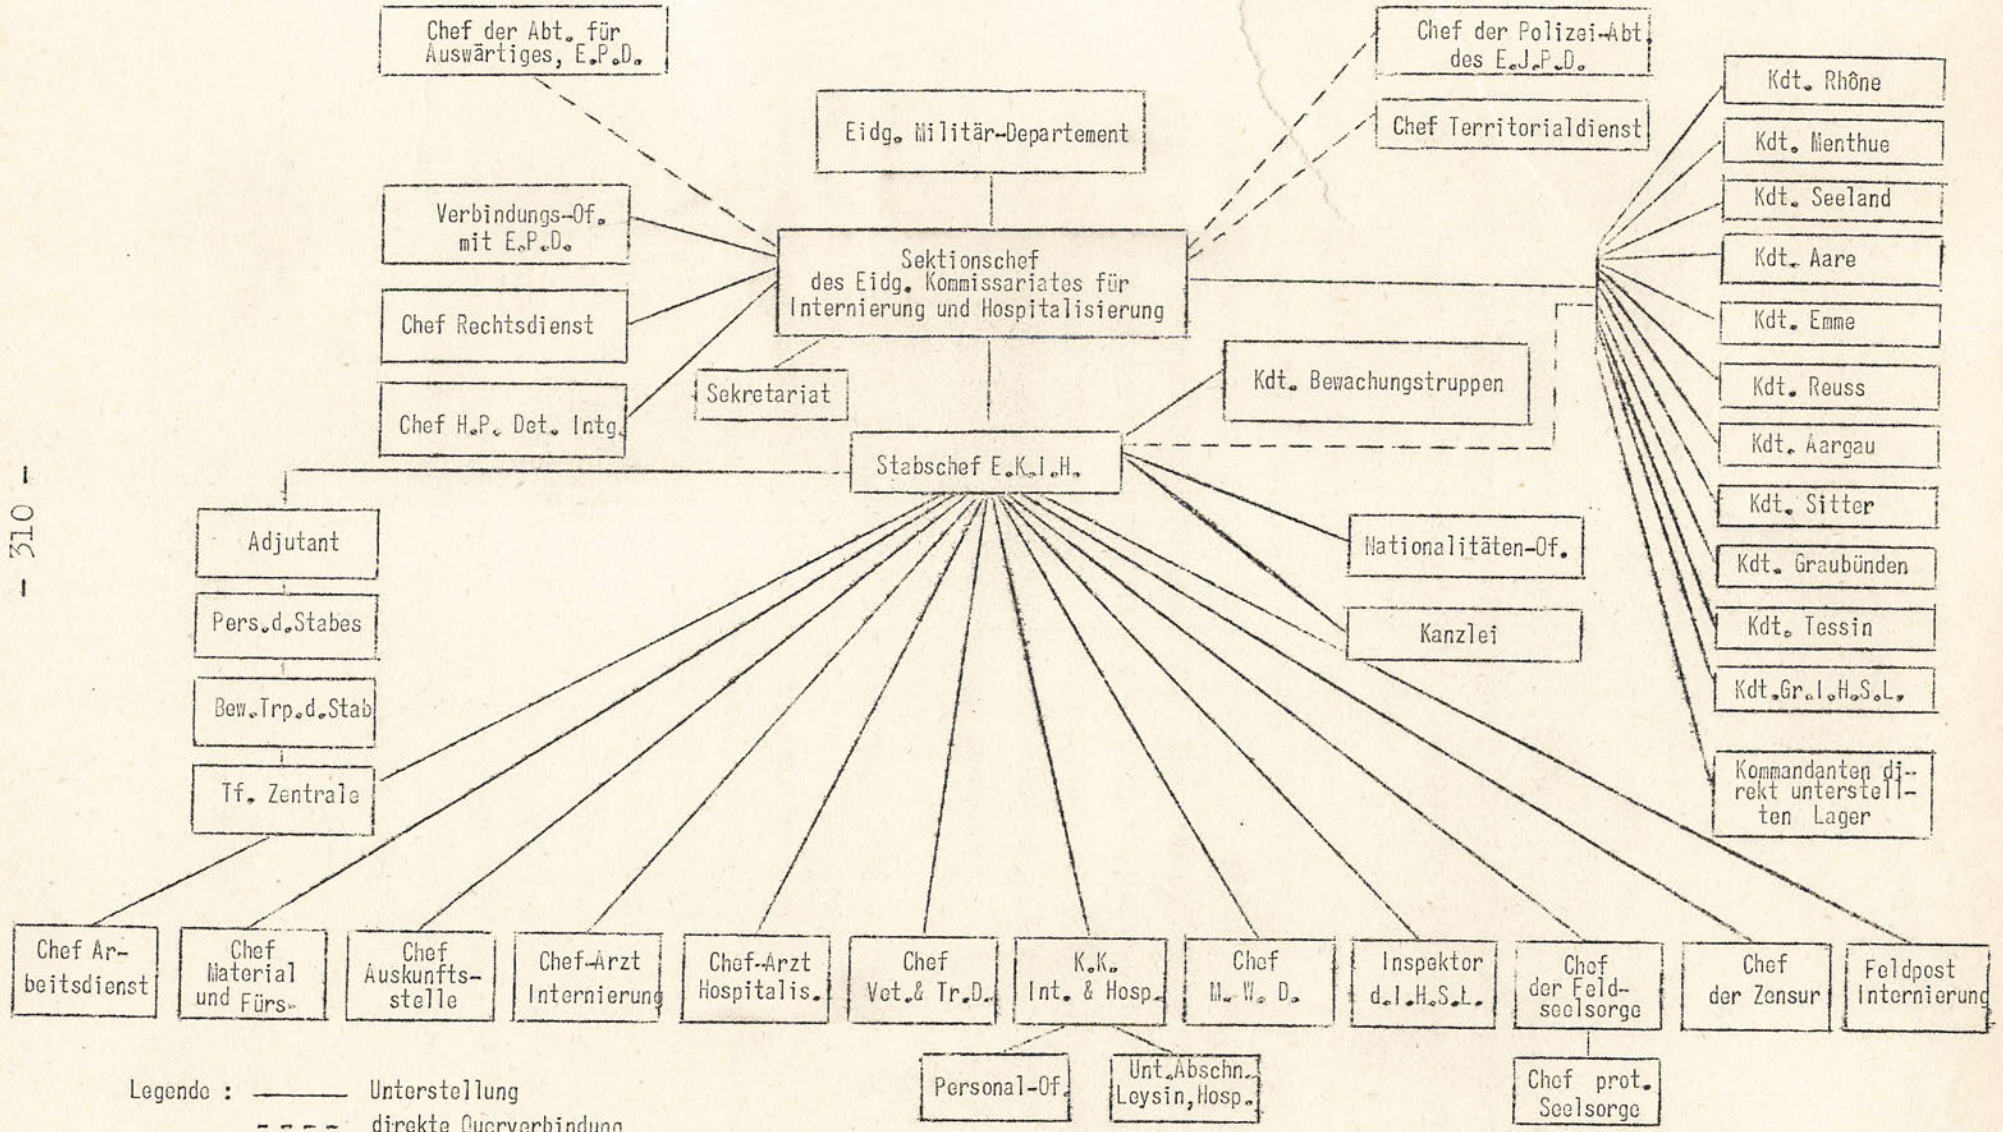 Chef der Abt. für
Auswärtiges, E.P.D.
Chef der Polizei-Abt.
des E.J.P.D.
Eidg. Militär-Departement
Chef Territorialdienst
Kdt. Rhône
Kdt. Menthue
Kdt. Seeland
Kdt. Aare
Kdt. Emme
Kdt. Reuss
Kdt. Aargau
Kdt. Sitter
Kdt. Graubünden
Kdt. Tessin
Kdt.Gr.I.H.S.L.
Kommandanten di-
rekt unterstell-
ten Lager
Verbindungs-Of.
mit E.P.D.
Sektionschef
des Eidg. Kommissariates für
Internierung und Hospitalisierung
Chef Rechtsdienst
Chef H.P. Det. Intg.
Sekretariat
Kdt. Bewachungstruppen
Stabschef E.K.I.H.
Nationalitäten-Of.
Kanzlei
Adjutant
Pers.d.Stabes
Bew.Trp.d.Stab
Tf. Zentrale
- 310 -
Chef Ar-
beitsdienst
Chef
Material
und Fürs.
Chef
Auskunfts-
stelle
Chef-Arzt
Internierung
Chef-Arzt
Hospitalis.
Chef
Vet.& Tr.D.
K.K.
Int. & Hosp.
Chef
M. W. D.
Inspektor
d.I.H.S.L.
Chef
der Feld-
seelsorge
Chef
der Zensur
Feldpost
Internierung
Personal-Of.
Unt.Abschn.
Leysin,Hosp.
Chef prot.
Seelsorge
Legende : Unterstellung
direkte Querverbindung